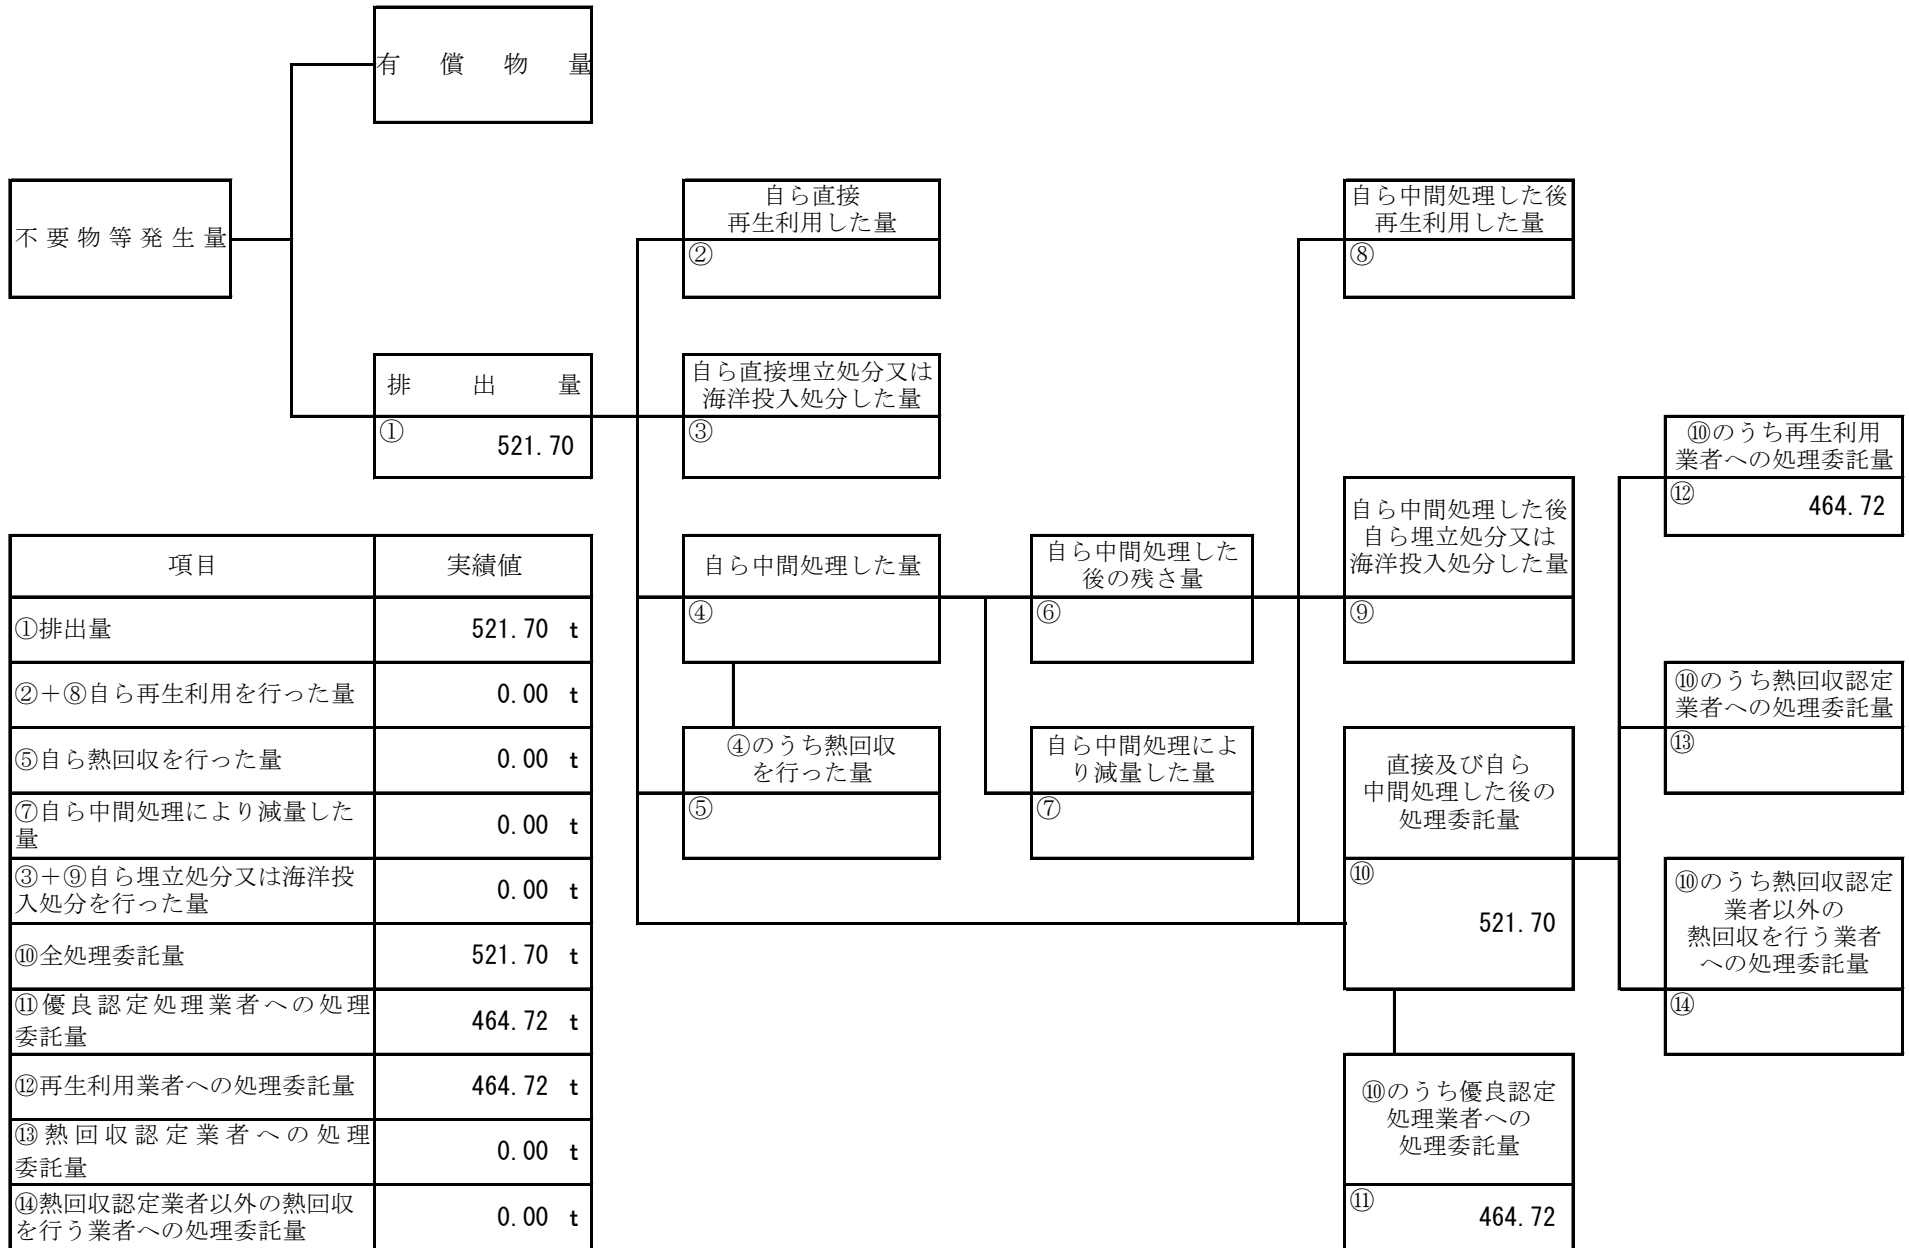 有償物量
不要物等発生量
自ら直接
再生利用した量
②
自ら中間処理した後
再生利用した量
⑧
排出量
①
521.70
自ら直接埋立処分又は
海洋投入処分した量
③
⑩のうち再生利用
業者への処理委託量
⑫
464.72
自ら中間処理した量
④
自ら中間処理した
後の残さ量
⑥
自ら中間処理した後
自ら埋立処分又は
海洋投入処分した量
⑨
⑩のうち熱回収認定
業者への処理委託量
⑬
④のうち熱回収
を行った量
⑤
自ら中間処理によ
り減量した量
⑦
直接及び自ら
中間処理した後の
処理委託量
⑩
521.70
⑩のうち熱回収認定
業者以外の
熱回収を行う業者
への処理委託量
⑭
⑩のうち優良認定
処理業者への
処理委託量
⑪
464.72
項目 実績値
①排出量 521.70 t
②+⑧自ら再生利用を行った量 0.00 t
⑤自ら熱回収を行った量 0.00 t
⑦自ら中間処理により減量した
量 0.00 t
③+⑨自ら埋立処分又は海洋投
入処分を行った量 0.00 t
⑩全処理委託量 521.70 t
⑪優良認定処理業者への処理
委託量 464.72 t
⑫再生利用業者への処理委託量 464.72 t
⑬熱回収認定業者への処理
委託量 0.00 t
⑭熱回収認定業者以外の熱回収
を行う業者への処理委託量 0.00 t